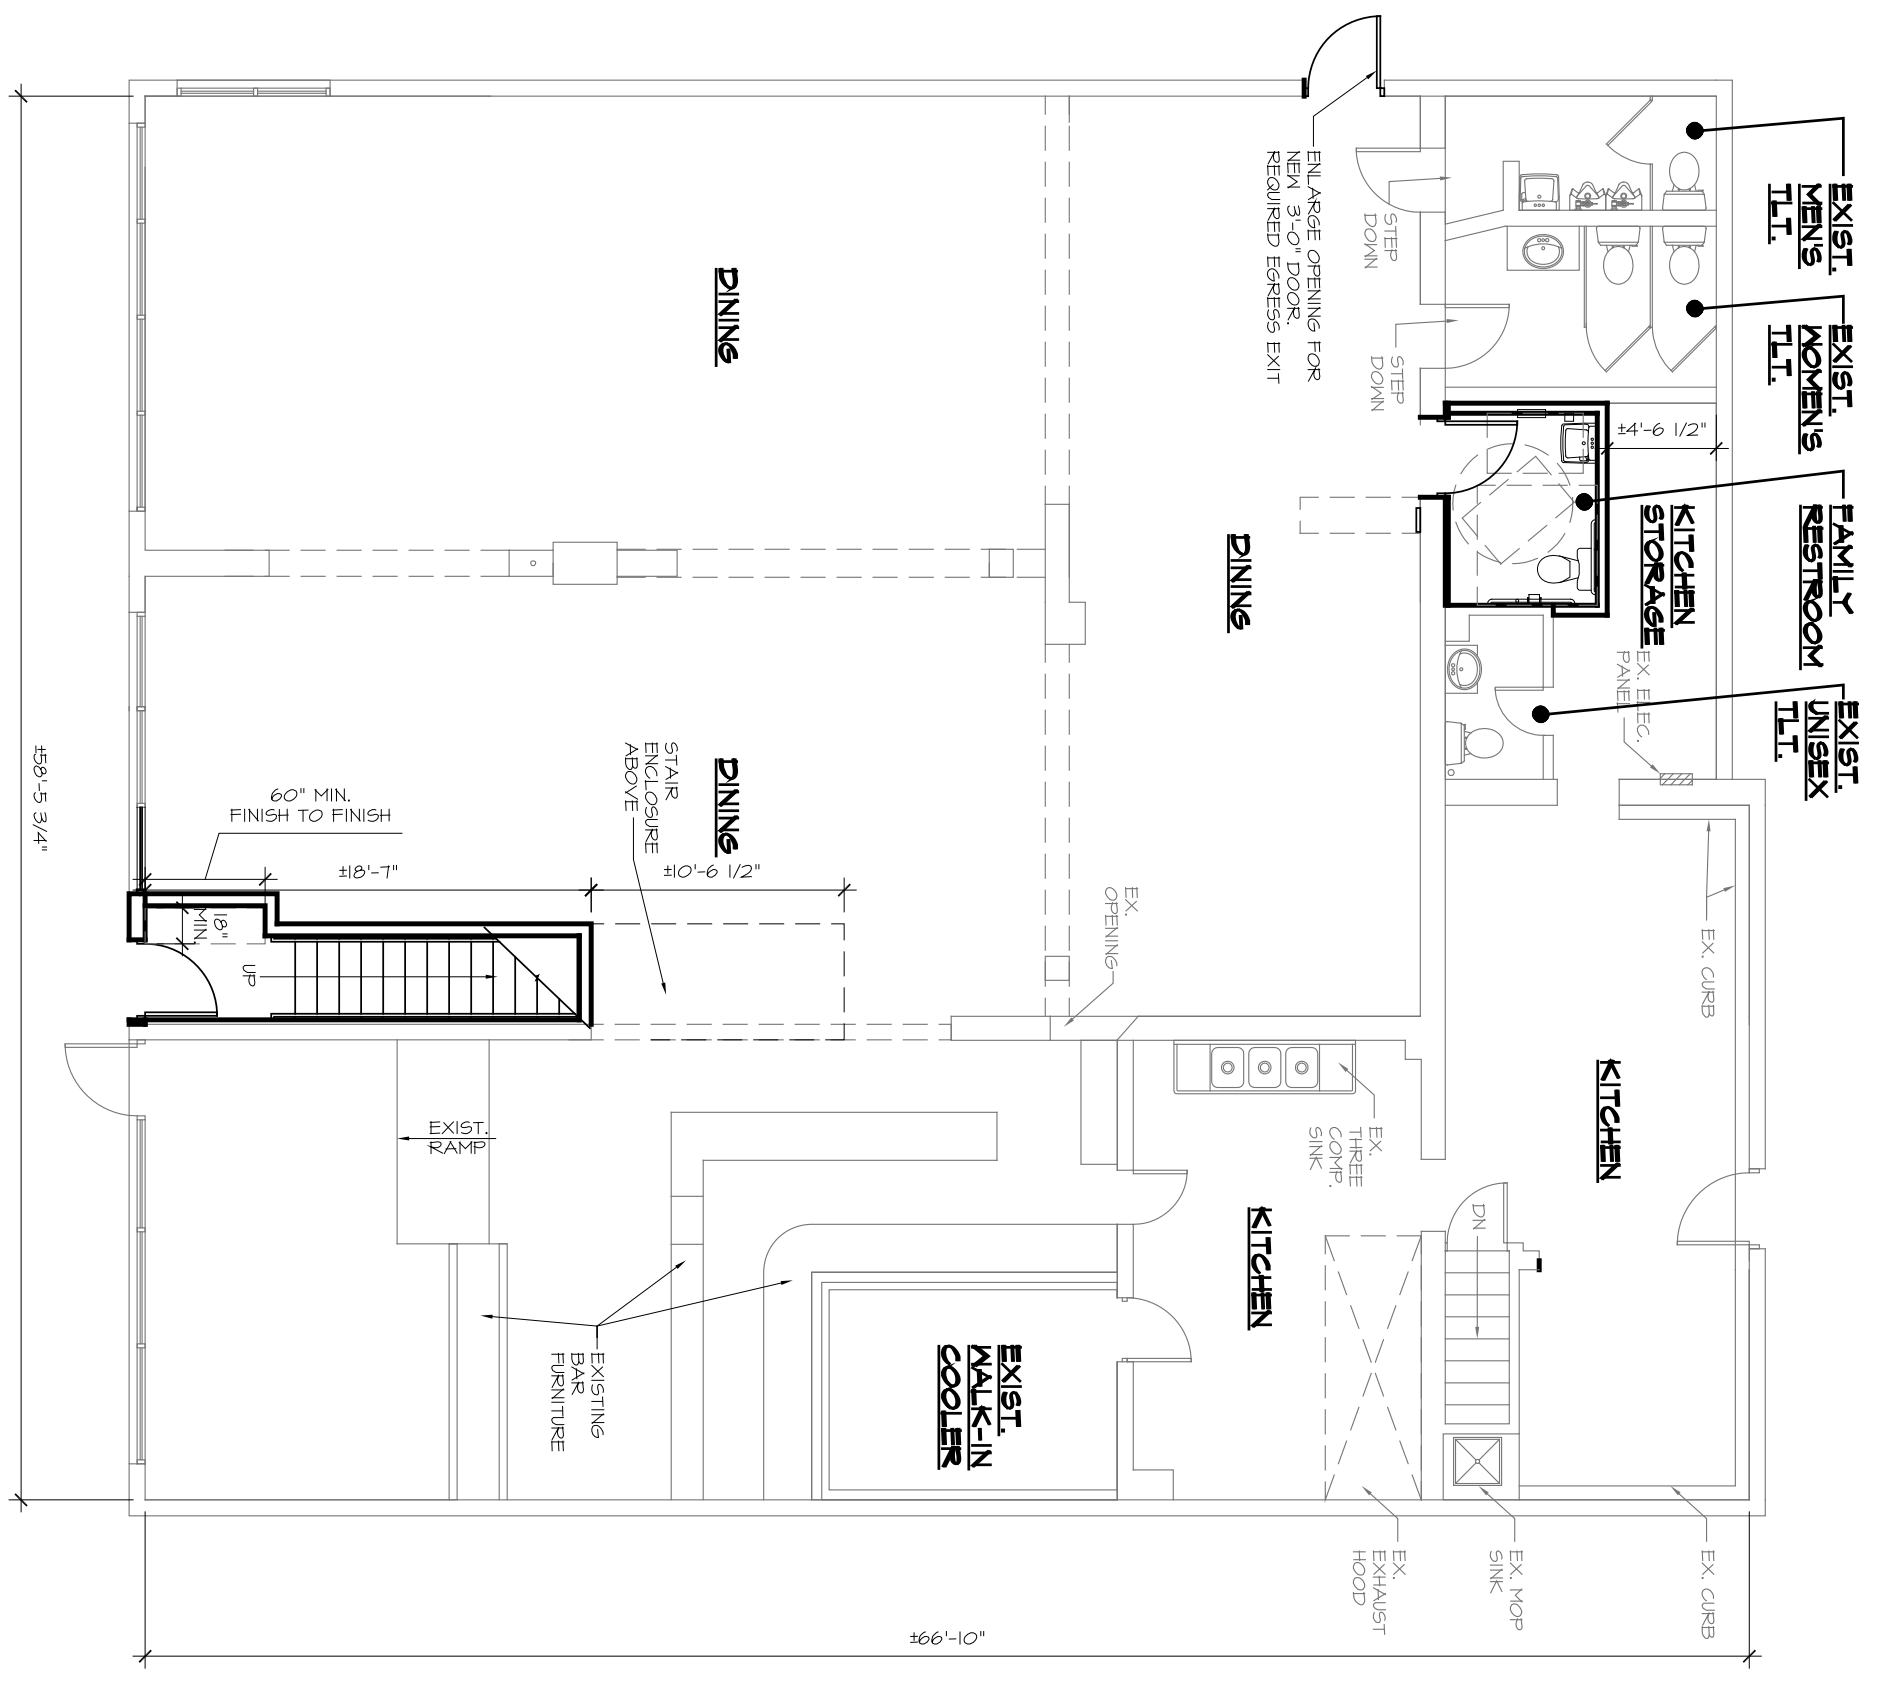 EXIST.
MEN'S
TLT.
EXIST.
WOMEN'S
TLT.
FAMILY
RESTROOM
EXIST.
UNISEX
TLT.
KITCHEN
STORAGE
±4'-6 1/2"
EX. ELEC.
PANEL
STEP
DOWN
STEP
DOWN
ENLARGE OPENING FOR
NEW 3'-0" DOOR.
REQUIRED EGRESS EXIT
DINING
DINING
DINING
STAIR
ENCLOSURE
ABOVE
60" MIN.
FINISH TO FINISH
±18'-7"
±10'-6 1/2"
±58'-5 3/4"
18"
MIN.
UP
EX.
OPENING
EX. CURB
KITCHEN
EXIST.
RAMP
EX.
THREE
COMP.
SINK
DN
KITCHEN
EXISTING
BAR
FURNITURE
EXIST.
WALK-IN
COOLER
EX.
EXHAUST
HOOD
EX. MOP
SINK
EX. CURB
±66'-10"